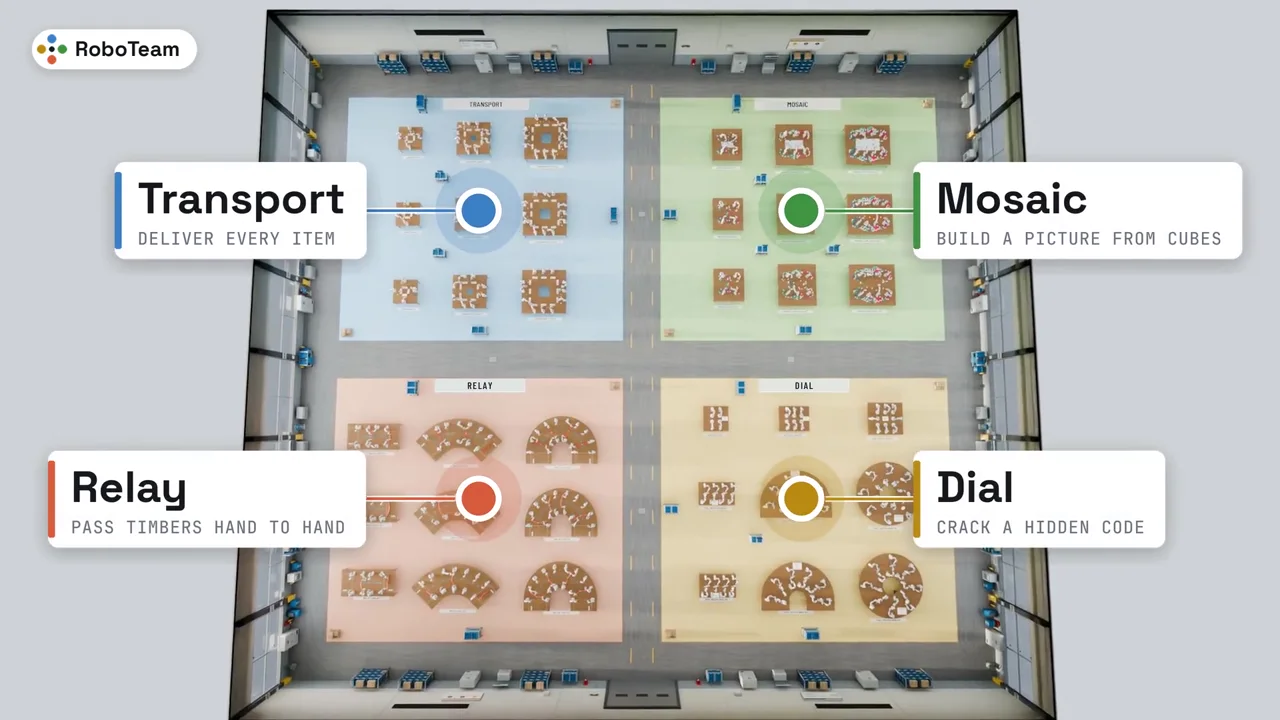 RoboTeam
TRANSPORT
MOSAIC
Transport
DELIVER EVERY ITEM
Mosaic
BUILD A PICTURE FROM CUBES
RELAY
DIAL
Relay
PASS TIMBERS HAND TO HAND
Dial
CRACK A HIDDEN CODE